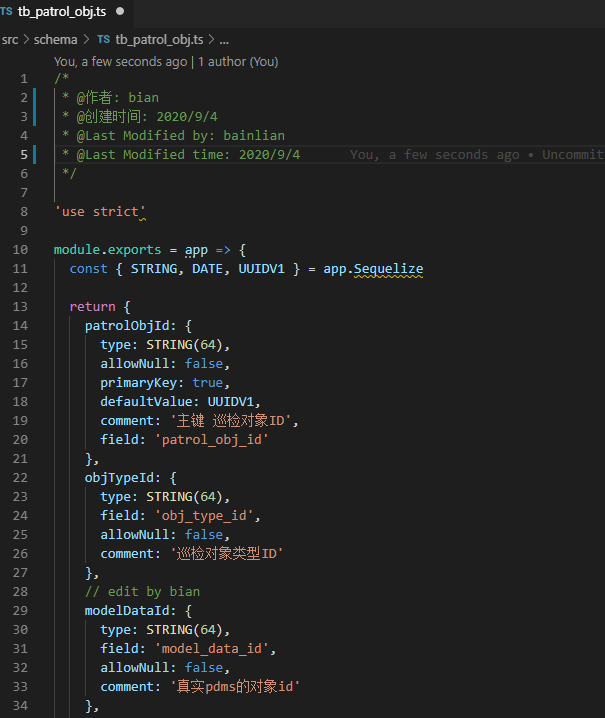 TS tb_patrol_obj.ts ●
src > schema > TS tb_patrol_obj.ts > ...
You, a few seconds ago | 1 author (You)
1 /*
2  * @作者: bian
3  * @创建时间: 2020/9/4
4  * @Last Modified by: bainlian
5  * @Last Modified time: 2020/9/4 You, a few seconds ago • Uncommit
6  */
7
8 'use strict'
9
10 module.exports = app => {
11   const { STRING, DATE, UUIDV1 } = app.Sequelize
12
13   return {
14     patrolObjId: {
15       type: STRING(64),
16       allowNull: false,
17       primaryKey: true,
18       defaultValue: UUIDV1,
19       comment: '主键 巡检对象ID',
20       field: 'patrol_obj_id'
21     },
22     objTypeId: {
23       type: STRING(64),
24       field: 'obj_type_id',
25       allowNull: false,
26       comment: '巡检对象类型ID'
27     },
28     // edit by bian
29     modelDataId: {
30       type: STRING(64),
31       field: 'model_data_id',
32       allowNull: false,
33       comment: '真实pdms的对象id'
34     },